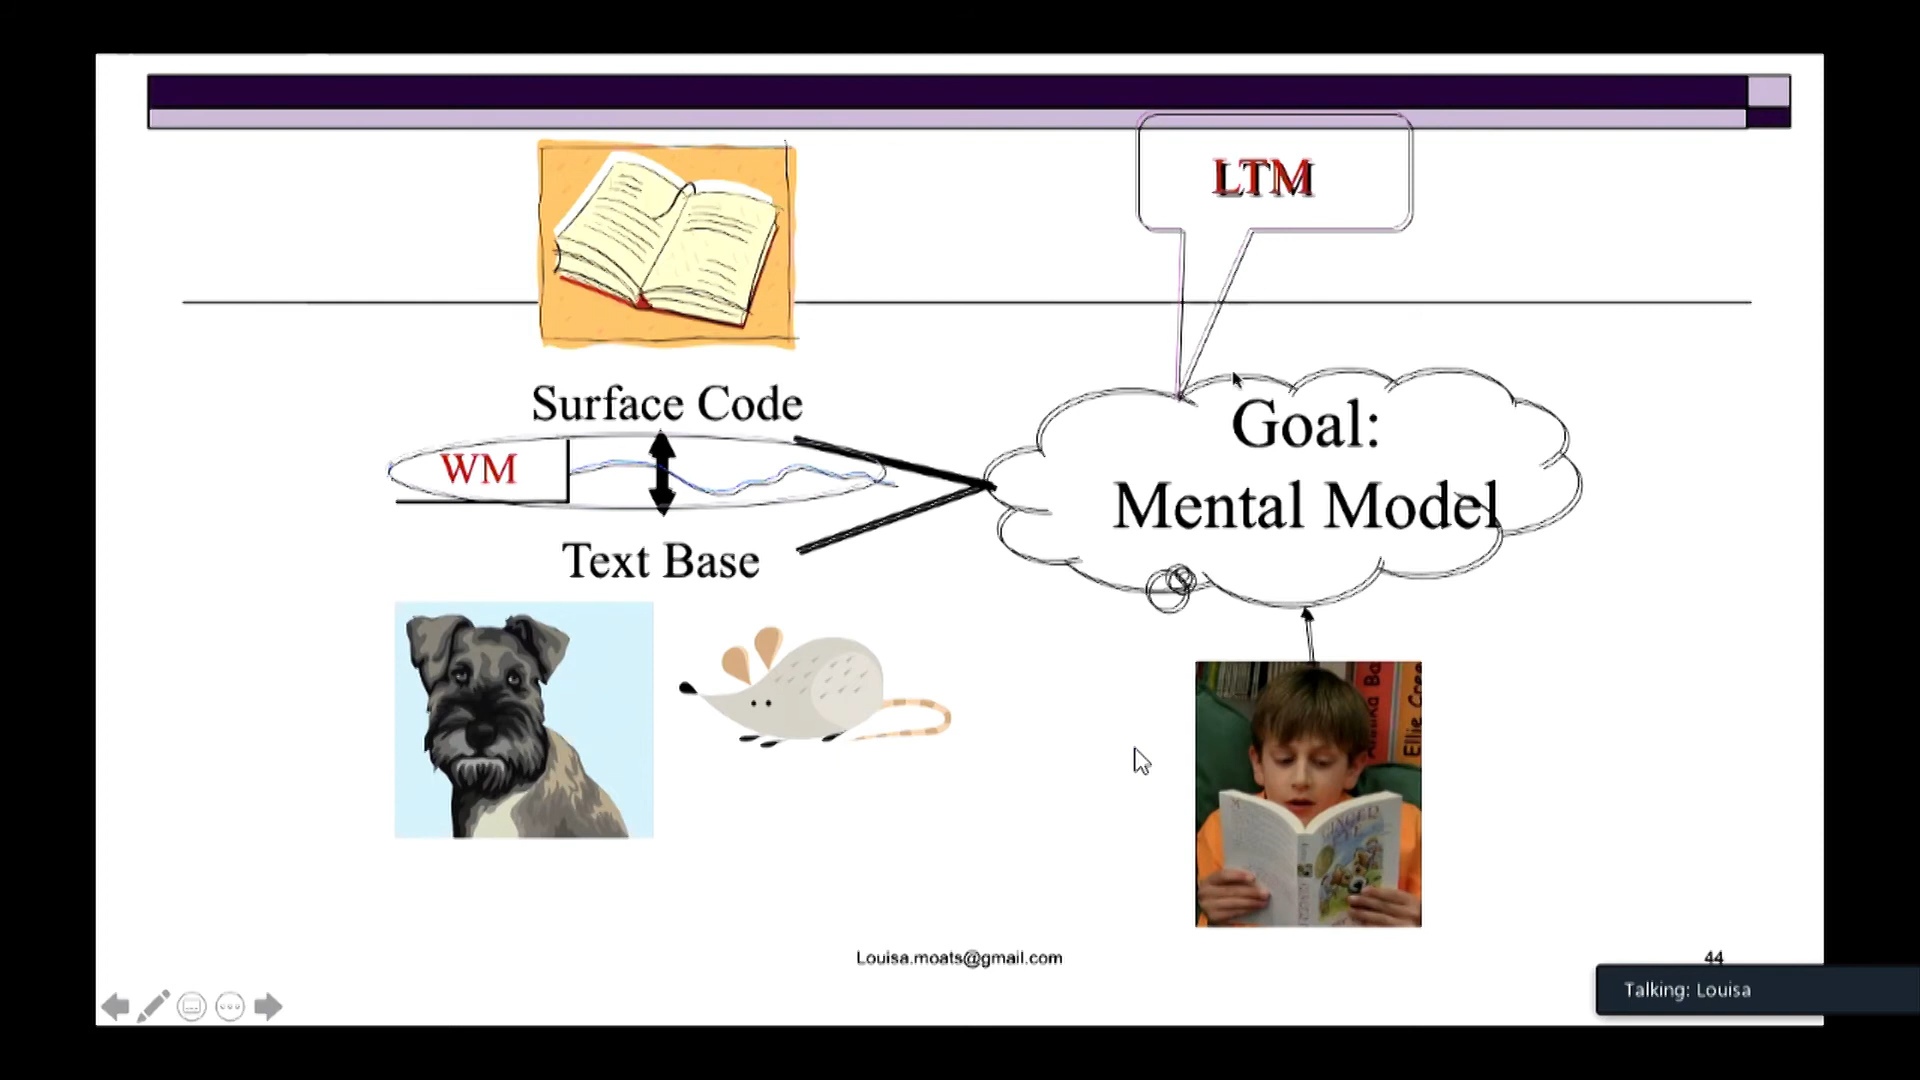 LTM
Surface Code
WM
Text Base
Goal:
Mental Model
Louisa.moats@gmail.com
44
Talking: Louisa